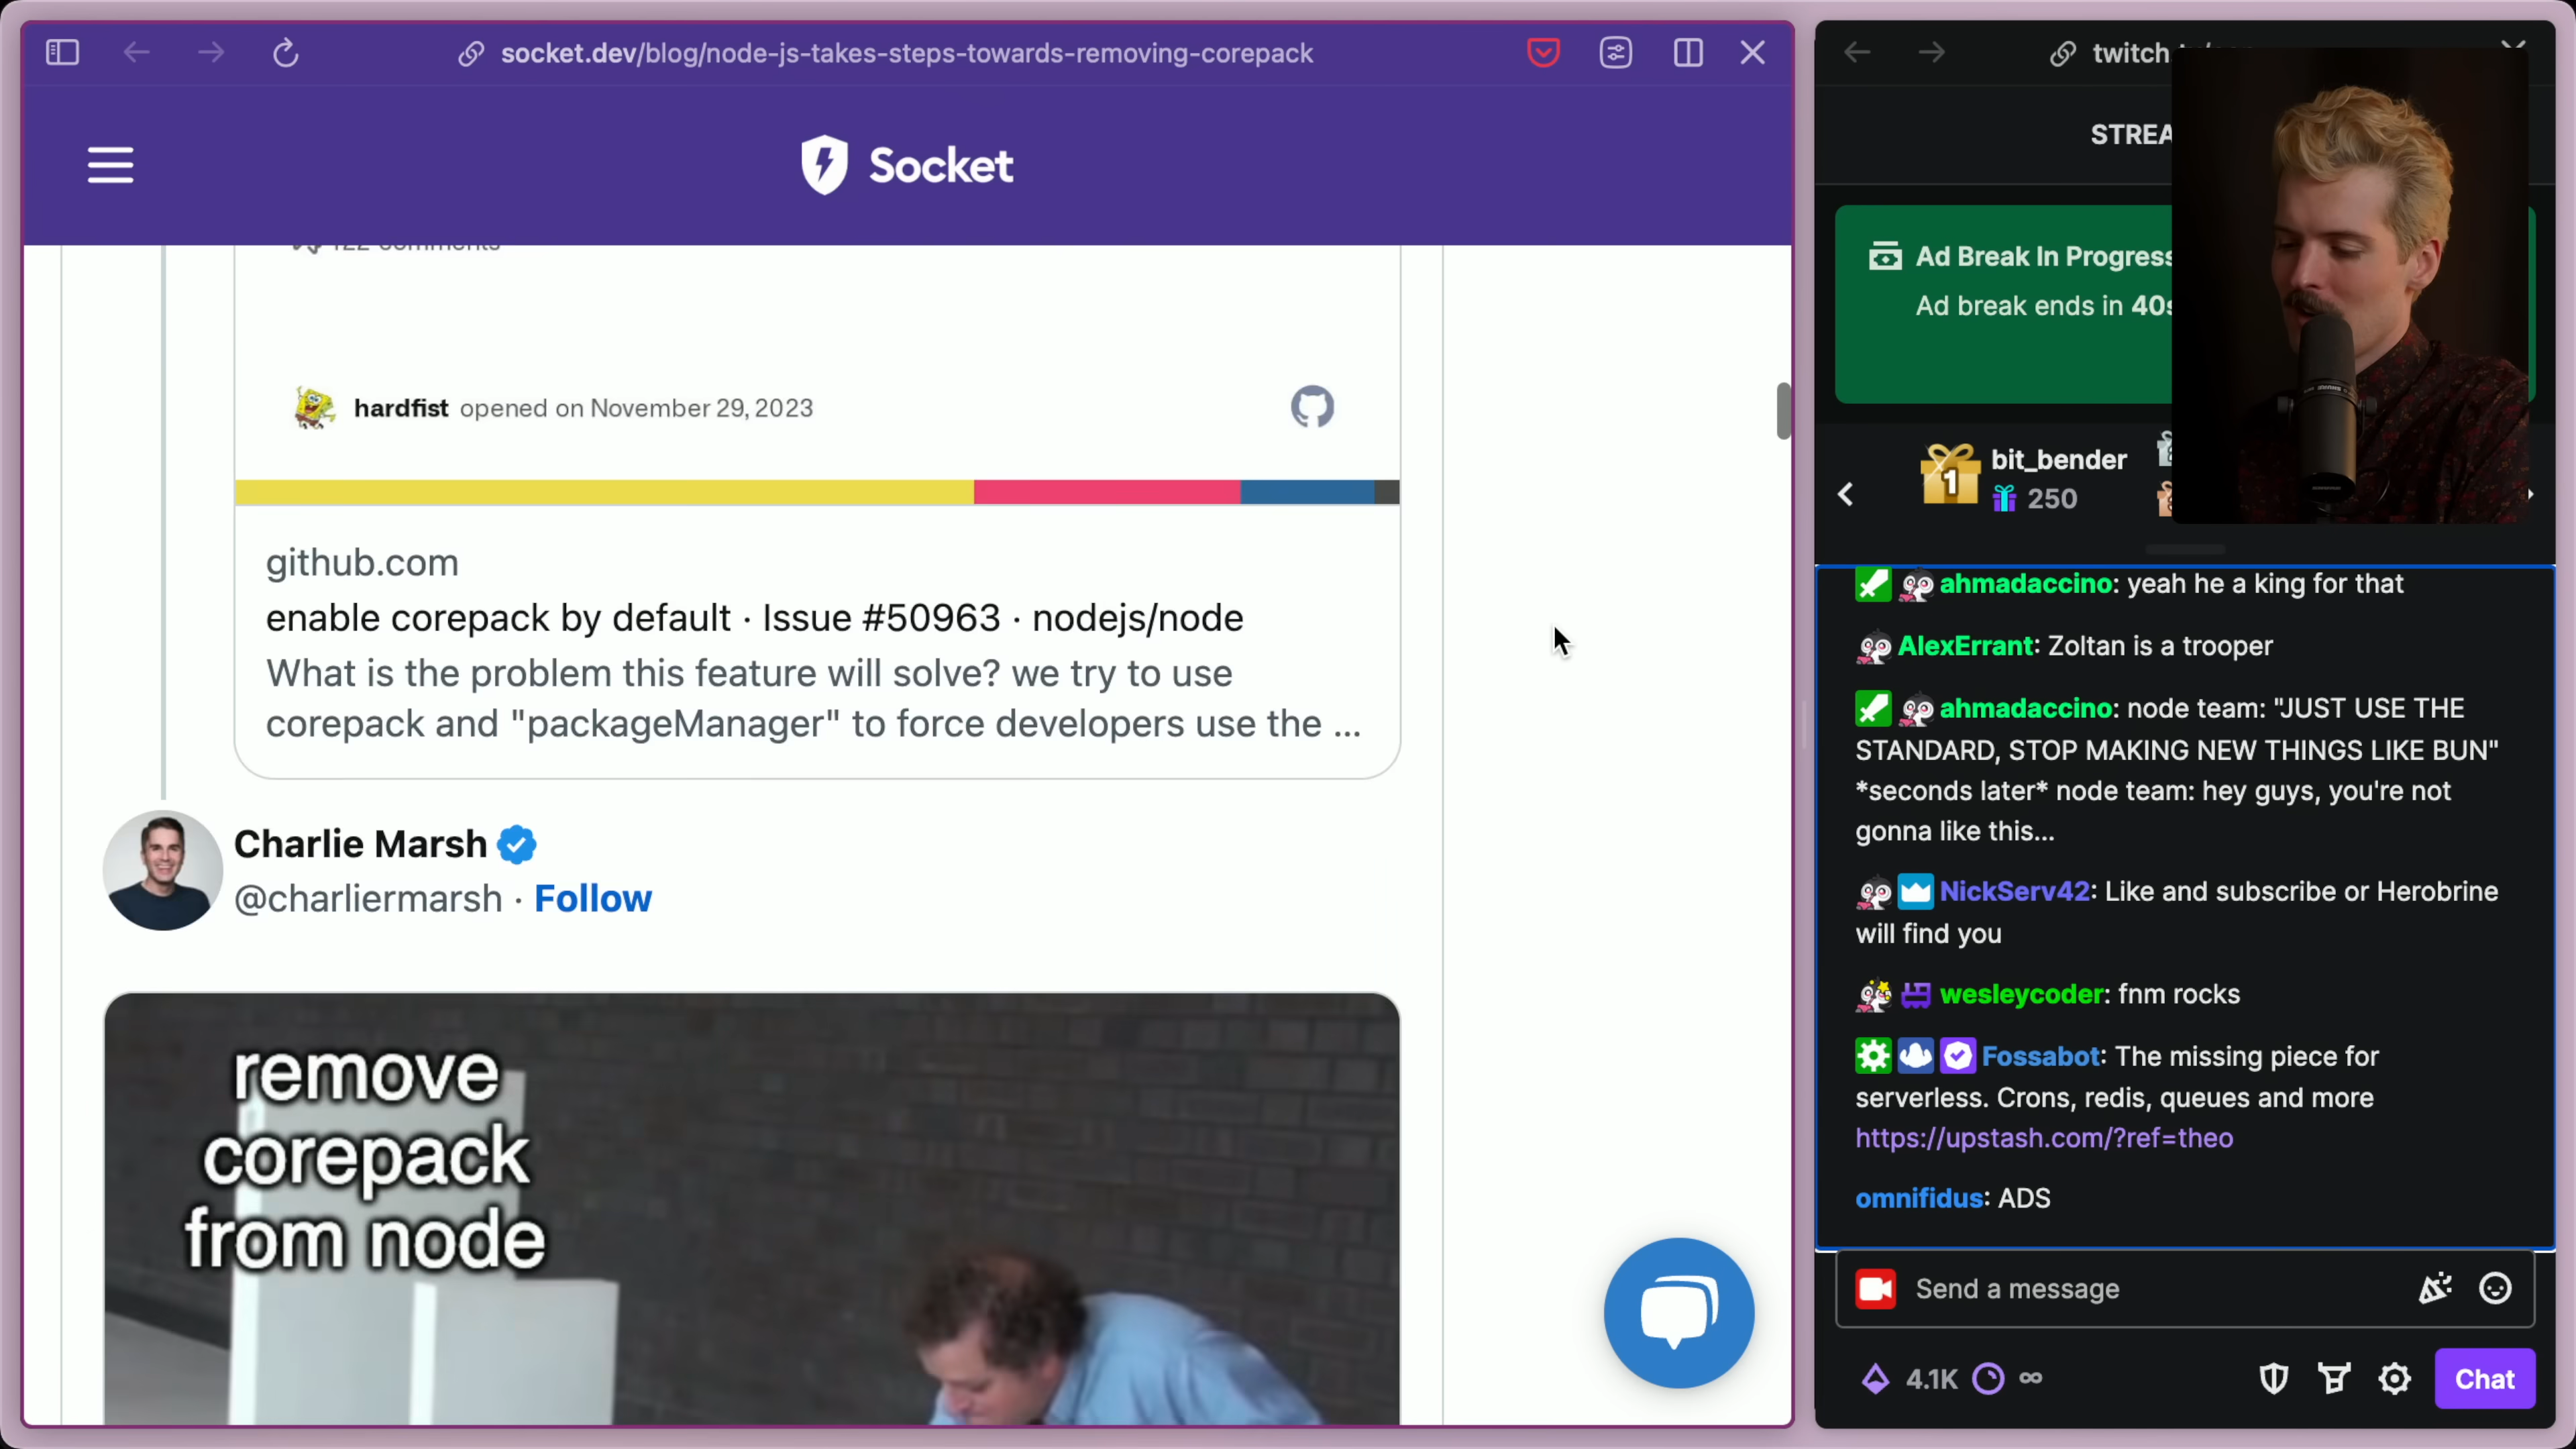 socket.dev/blog/node-js-takes-steps-towards-removing-corepack
Socket
122 comments
hardfist opened on November 29, 2023
github.com
enable corepack by default · Issue #50963 · nodejs/node
What is the problem this feature will solve? we try to use
corepack and "packageManager" to force developers use the ...
Charlie Marsh
@charliermarsh · Follow
remove
corepack
from node
STREA
Ad Break In Progress
Ad break ends in 40s
1
bit_bender
250
ahmadaccino: yeah he a king for that
AlexErrant: Zoltan is a trooper
ahmadaccino: node team: "JUST USE THE
STANDARD, STOP MAKING NEW THINGS LIKE BUN"
*seconds later* node team: hey guys, you're not
gonna like this...
NickServ42: Like and subscribe or Herobrine
will find you
wesleycoder: fnm rocks
Fossabot: The missing piece for
serverless. Crons, redis, queues and more
https://upstash.com/?ref=theo
omnifidus: ADS
Send a message
4.1K
∞
Chat